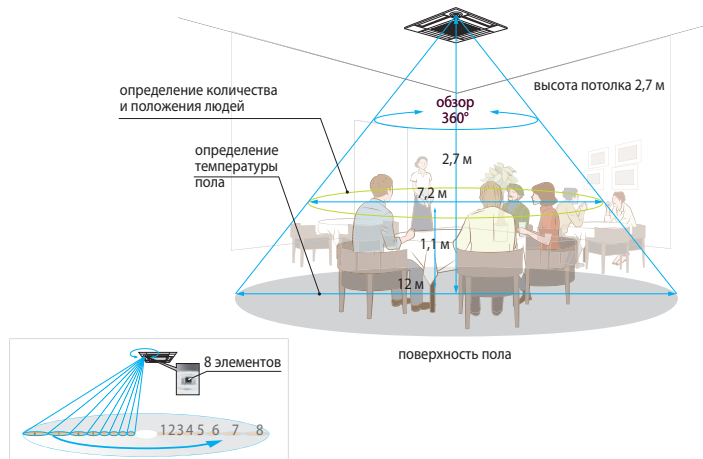 высота потолка 2,7 м
определение количества
и положения людей
обзор
360°
определение
температуры
пола
2,7 м
7,2 м
1,1 м
12 м
поверхность пола
8 элементов
1 2 3 4 5 6 7 8